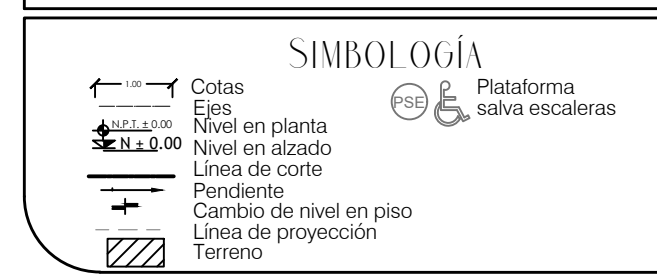 SIMBOLOGÍA
1.00 Cotas
Ejes
N.P.T. ± 0.00 Nivel en planta
N ± 0.00 Nivel en alzado
Línea de corte
Pendiente
Cambio de nivel en piso
Línea de proyección
Terreno
PSE Plataforma
salva escaleras